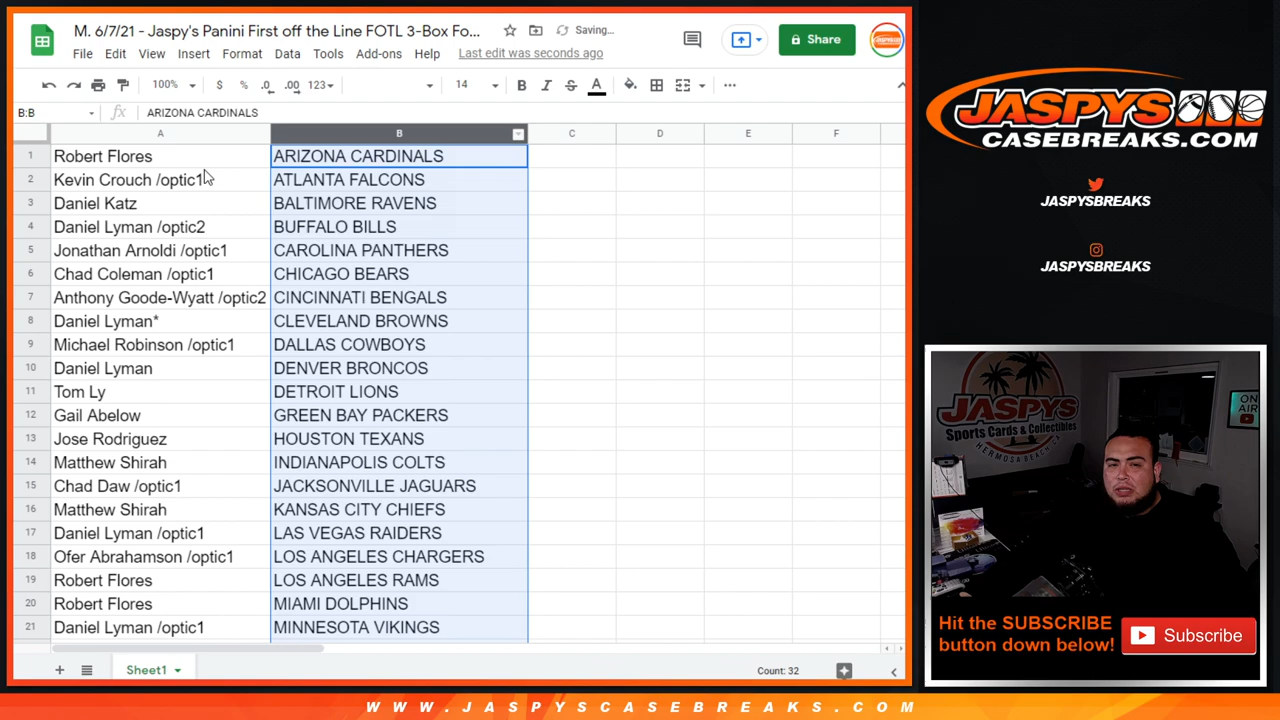 M. 6/7/21 - Jaspy's Panini First off the Line FOTL 3-Box Fo...
Saving...
File Edit View Insert Format Data Tools Add-ons Help Last edit was seconds ago
Share
100% $ % .0 .00 123 14 B I S A
B:B fx ARIZONA CARDINALS
A B C D E F
1 Robert Flores ARIZONA CARDINALS
2 Kevin Crouch /optic1 ATLANTA FALCONS
3 Daniel Katz BALTIMORE RAVENS
4 Daniel Lyman /optic2 BUFFALO BILLS
5 Jonathan Arnoldi /optic1 CAROLINA PANTHERS
6 Chad Coleman /optic1 CHICAGO BEARS
7 Anthony Goode-Wyatt /optic2 CINCINNATI BENGALS
8 Daniel Lyman* CLEVELAND BROWNS
9 Michael Robinson /optic1 DALLAS COWBOYS
10 Daniel Lyman DENVER BRONCOS
11 Tom Ly DETROIT LIONS
12 Gail Abelow GREEN BAY PACKERS
13 Jose Rodriguez HOUSTON TEXANS
14 Matthew Shirah INDIANAPOLIS COLTS
15 Chad Daw /optic1 JACKSONVILLE JAGUARS
16 Matthew Shirah KANSAS CITY CHIEFS
17 Daniel Lyman /optic1 LAS VEGAS RAIDERS
18 Ofer Abrahamson /optic1 LOS ANGELES CHARGERS
19 Robert Flores LOS ANGELES RAMS
20 Robert Flores MIAMI DOLPHINS
21 Daniel Lyman /optic1 MINNESOTA VIKINGS
Sheet1 Count: 32
JASPYS
CASEBREAKS.COM
JASPYSBREAKS
JASPYSBREAKS
JASPYS
Sports Cards & Collectibles
HERMOSA BEACH
ON
AIR
Hit the SUBSCRIBE
button down below!
Subscribe
WWW.JASPYSCASEBREAKS.COM